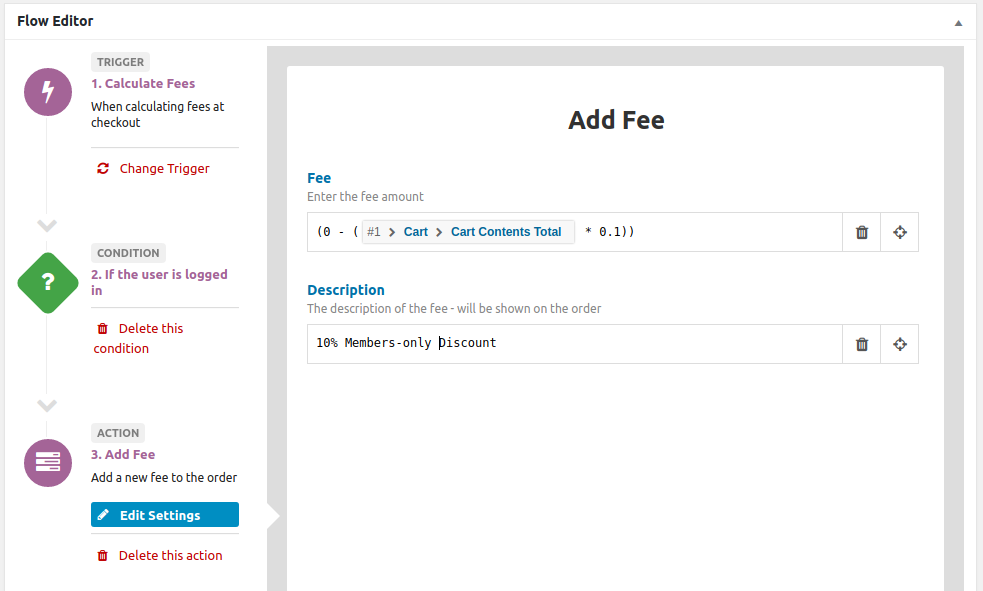 Flow Editor
TRIGGER
1. Calculate Fees
When calculating fees at
checkout
Change Trigger
CONDITION
?
2. If the user is logged
in
Delete this
condition
ACTION
3. Add Fee
Add a new fee to the order
Edit Settings
Delete this action
Add Fee
Fee
Enter the fee amount
(0 - ( #1 > Cart > Cart Contents Total * 0.1))
Description
The description of the fee - will be shown on the order
10% Members-only Discount